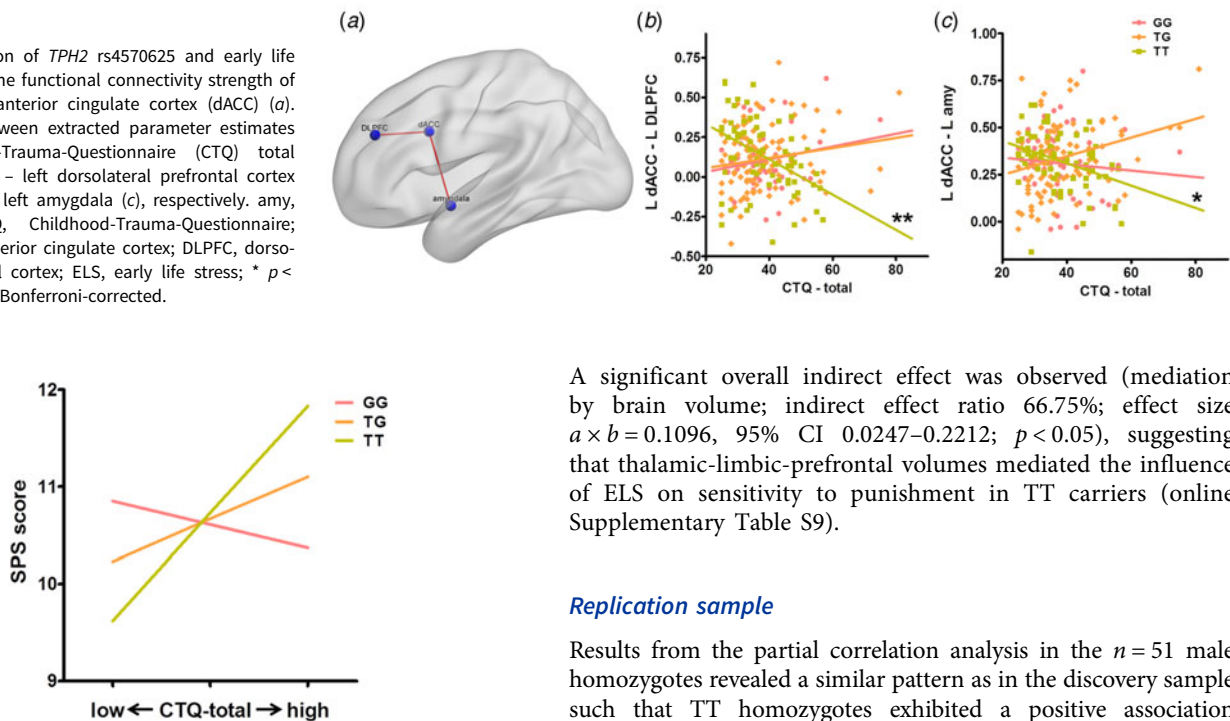 (a)
(b)
(c)
on of TPH2 rs4570625 and early life
ne functional connectivity strength of
anterior cingulate cortex (dACC) (a).
ween extracted parameter estimates
-Trauma-Questionnaire (CTQ) total
– left dorsolateral prefrontal cortex
left amygdala (c), respectively. amy,
Q, Childhood-Trauma-Questionnaire;
erior cingulate cortex; DLPFC, dorso-
l cortex; ELS, early life stress; * p <
Bonferroni-corrected.
DLPFC
dACC
amygdala
L dACC - L DLPFC
0.75
0.50
0.25
0.00
-0.25
-0.50
20 40 60 80
CTQ - total
**
L dACC - L amy
1.00
0.75
0.50
0.25
0.00
20 40 60 80
CTQ - total
*
GG
TG
TT
SPS score
12
11
10
9
low ← CTQ-total → high
GG
TG
TT
A significant overall indirect effect was observed (mediation
by brain volume; indirect effect ratio 66.75%; effect size
a × b = 0.1096, 95% CI 0.0247–0.2212; p < 0.05), suggesting
that thalamic-limbic-prefrontal volumes mediated the influence
of ELS on sensitivity to punishment in TT carriers (online
Supplementary Table S9).
Replication sample
Results from the partial correlation analysis in the n = 51 male
homozygotes revealed a similar pattern as in the discovery sample
such that TT homozygotes exhibited a positive association